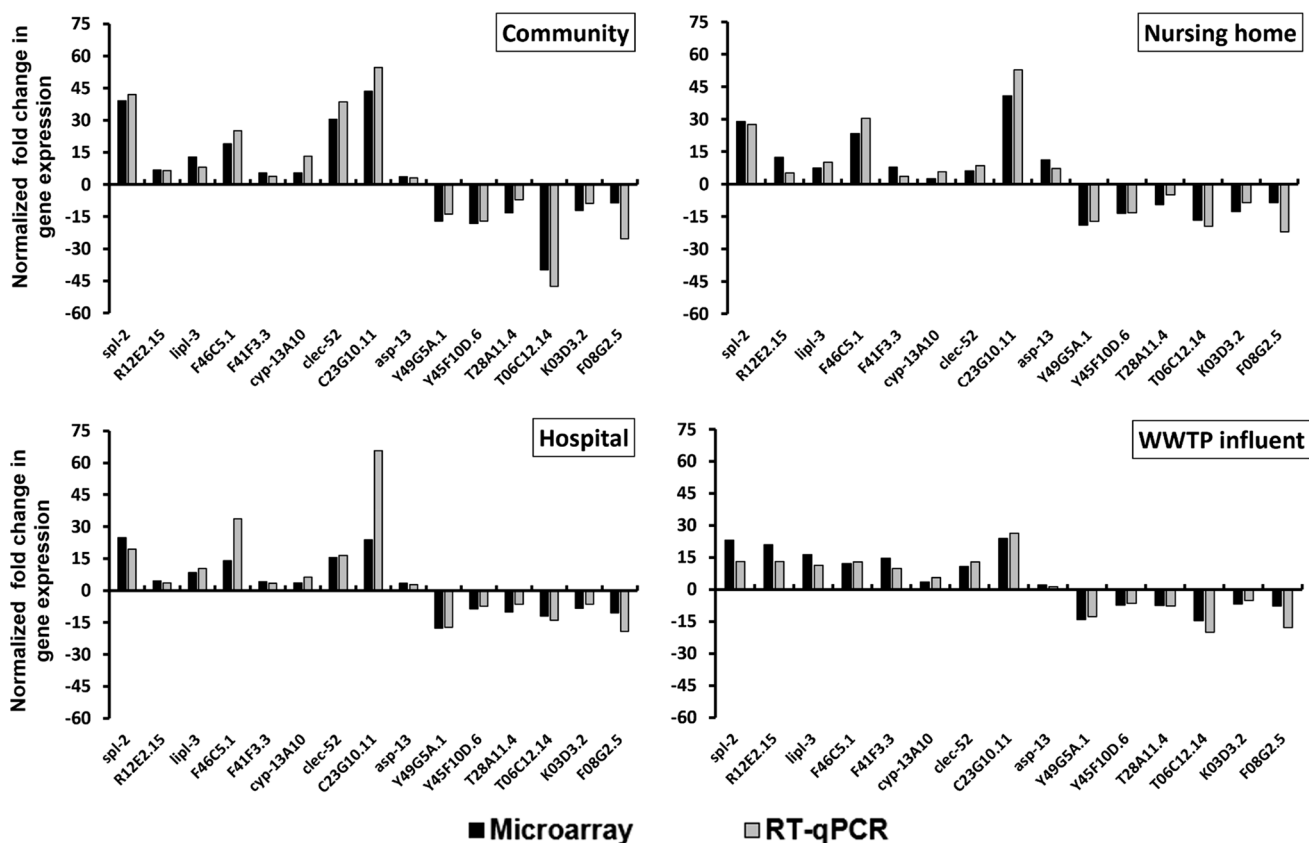 Community
Normalized fold change in
gene expression
75
60
45
30
15
0
-15
-30
-45
-60
spl-2
R12E2.15
lipl-3
F46C5.1
F41F3.3
cyp-13A10
clec-52
C23G10.11
asp-13
Y49G5A.1
Y45F10D.6
T28A11.4
T06C12.14
K03D3.2
F08G2.5
Nursing home
75
60
45
30
15
0
-15
-30
-45
-60
spl-2
R12E2.15
lipl-3
F46C5.1
F41F3.3
cyp-13A10
clec-52
C23G10.11
asp-13
Y49G5A.1
Y45F10D.6
T28A11.4
T06C12.14
K03D3.2
F08G2.5
Hospital
Normalized fold change in
gene expression
75
60
45
30
15
0
-15
-30
-45
-60
spl-2
R12E2.15
lipl-3
F46C5.1
F41F3.3
cyp-13A10
clec-52
C23G10.11
asp-13
Y49G5A.1
Y45F10D.6
T28A11.4
T06C12.14
K03D3.2
F08G2.5
WWTP influent
75
60
45
30
15
0
-15
-30
-45
-60
spl-2
R12E2.15
lipl-3
F46C5.1
F41F3.3
cyp-13A10
clec-52
C23G10.11
asp-13
Y49G5A.1
Y45F10D.6
T28A11.4
T06C12.14
K03D3.2
F08G2.5
Microarray
RT-qPCR